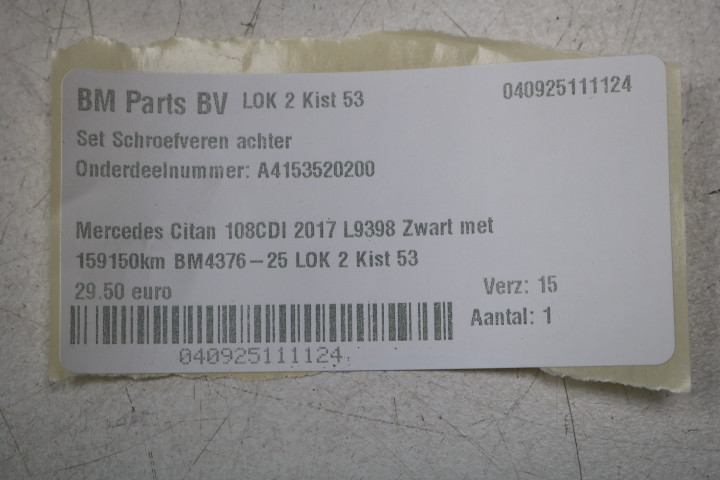 BM Parts BV LOK 2 Kist 53 040925111124
Set Schroefveren achter
Onderdeelnummer: A4153520200
Mercedes Citan 108CDI 2017 L9398 Zwart met
159150km BM4376-25 LOK 2 Kist 53
29.50 euro Verz: 15
Aantal: 1
040925111124